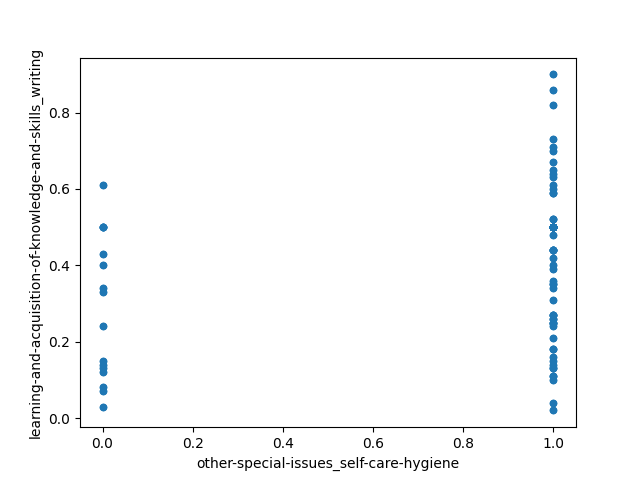 learning-and-acquisition-of-knowledge-and-skills_writing
0.8
0.6
0.4
0.2
0.0
0.0 0.2 0.4 0.6 0.8 1.0
other-special-issues_self-care-hygiene